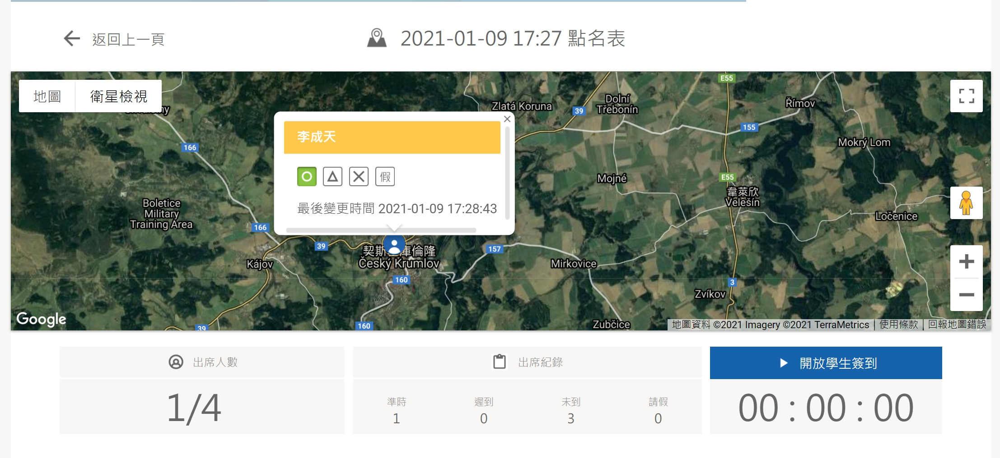 返回上一頁
2021-01-09 17:27 點名表
地圖
衛星檢視
E55
Zlatá Koruna
39
Dolní
Třebonín
Římov
155
李成天
166
Mokrý Lom
假
Mojné
E55
韋萊欣
Velešín
Boletice
Military
Training Area
最後變更時間 2021-01-09 17:28:43
Ločenice
166
39
157
庫倫隆
Český Krumlov
Kájov
Mirkovice
160
3
Zvíkov
Google
39
160
Zubčice
地圖資料 ©2021 Imagery ©2021 TerraMetrics
使用條款
回報地圖錯誤
出席人數
出席紀錄
開放學生簽到
1/4
準時
遲到
未到
請假
1
0
3
0
00 : 00 : 00